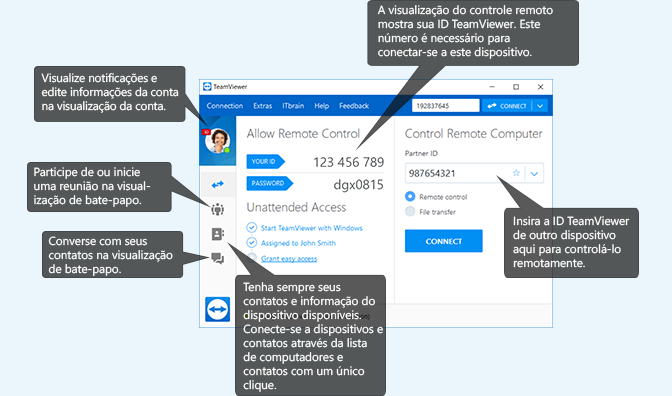 A visualização do controle remoto
mostra sua ID TeamViewer. Este
número é necessário para
conectar-se a este dispositivo.
Visualize notificações e
edite informações da conta
na visualização da conta.
TeamViewer
Connection Extras ITbrain Help Feedback
192837645
CONNECT
Allow Remote Control
YOUR ID 123 456 789
PASSWORD dgx0815
Unattended Access
Start TeamViewer with Windows
Assigned to John Smith
Grant easy access
Control Remote Computer
Partner ID
987654321
Remote control
File transfer
CONNECT
Participe de ou inicie
uma reunião na visual-
ização de bate-papo.
Converse com seus
contatos na visualização
de bate-papo.
Insira a ID TeamViewer
de outro dispositivo
aqui para controlá-lo
remotamente.
Tenha sempre seus
contatos e informação do
dispositivo disponíveis.
Conecte-se a dispositivos e
contatos através da lista
de computadores e
contatos com um único
clique.